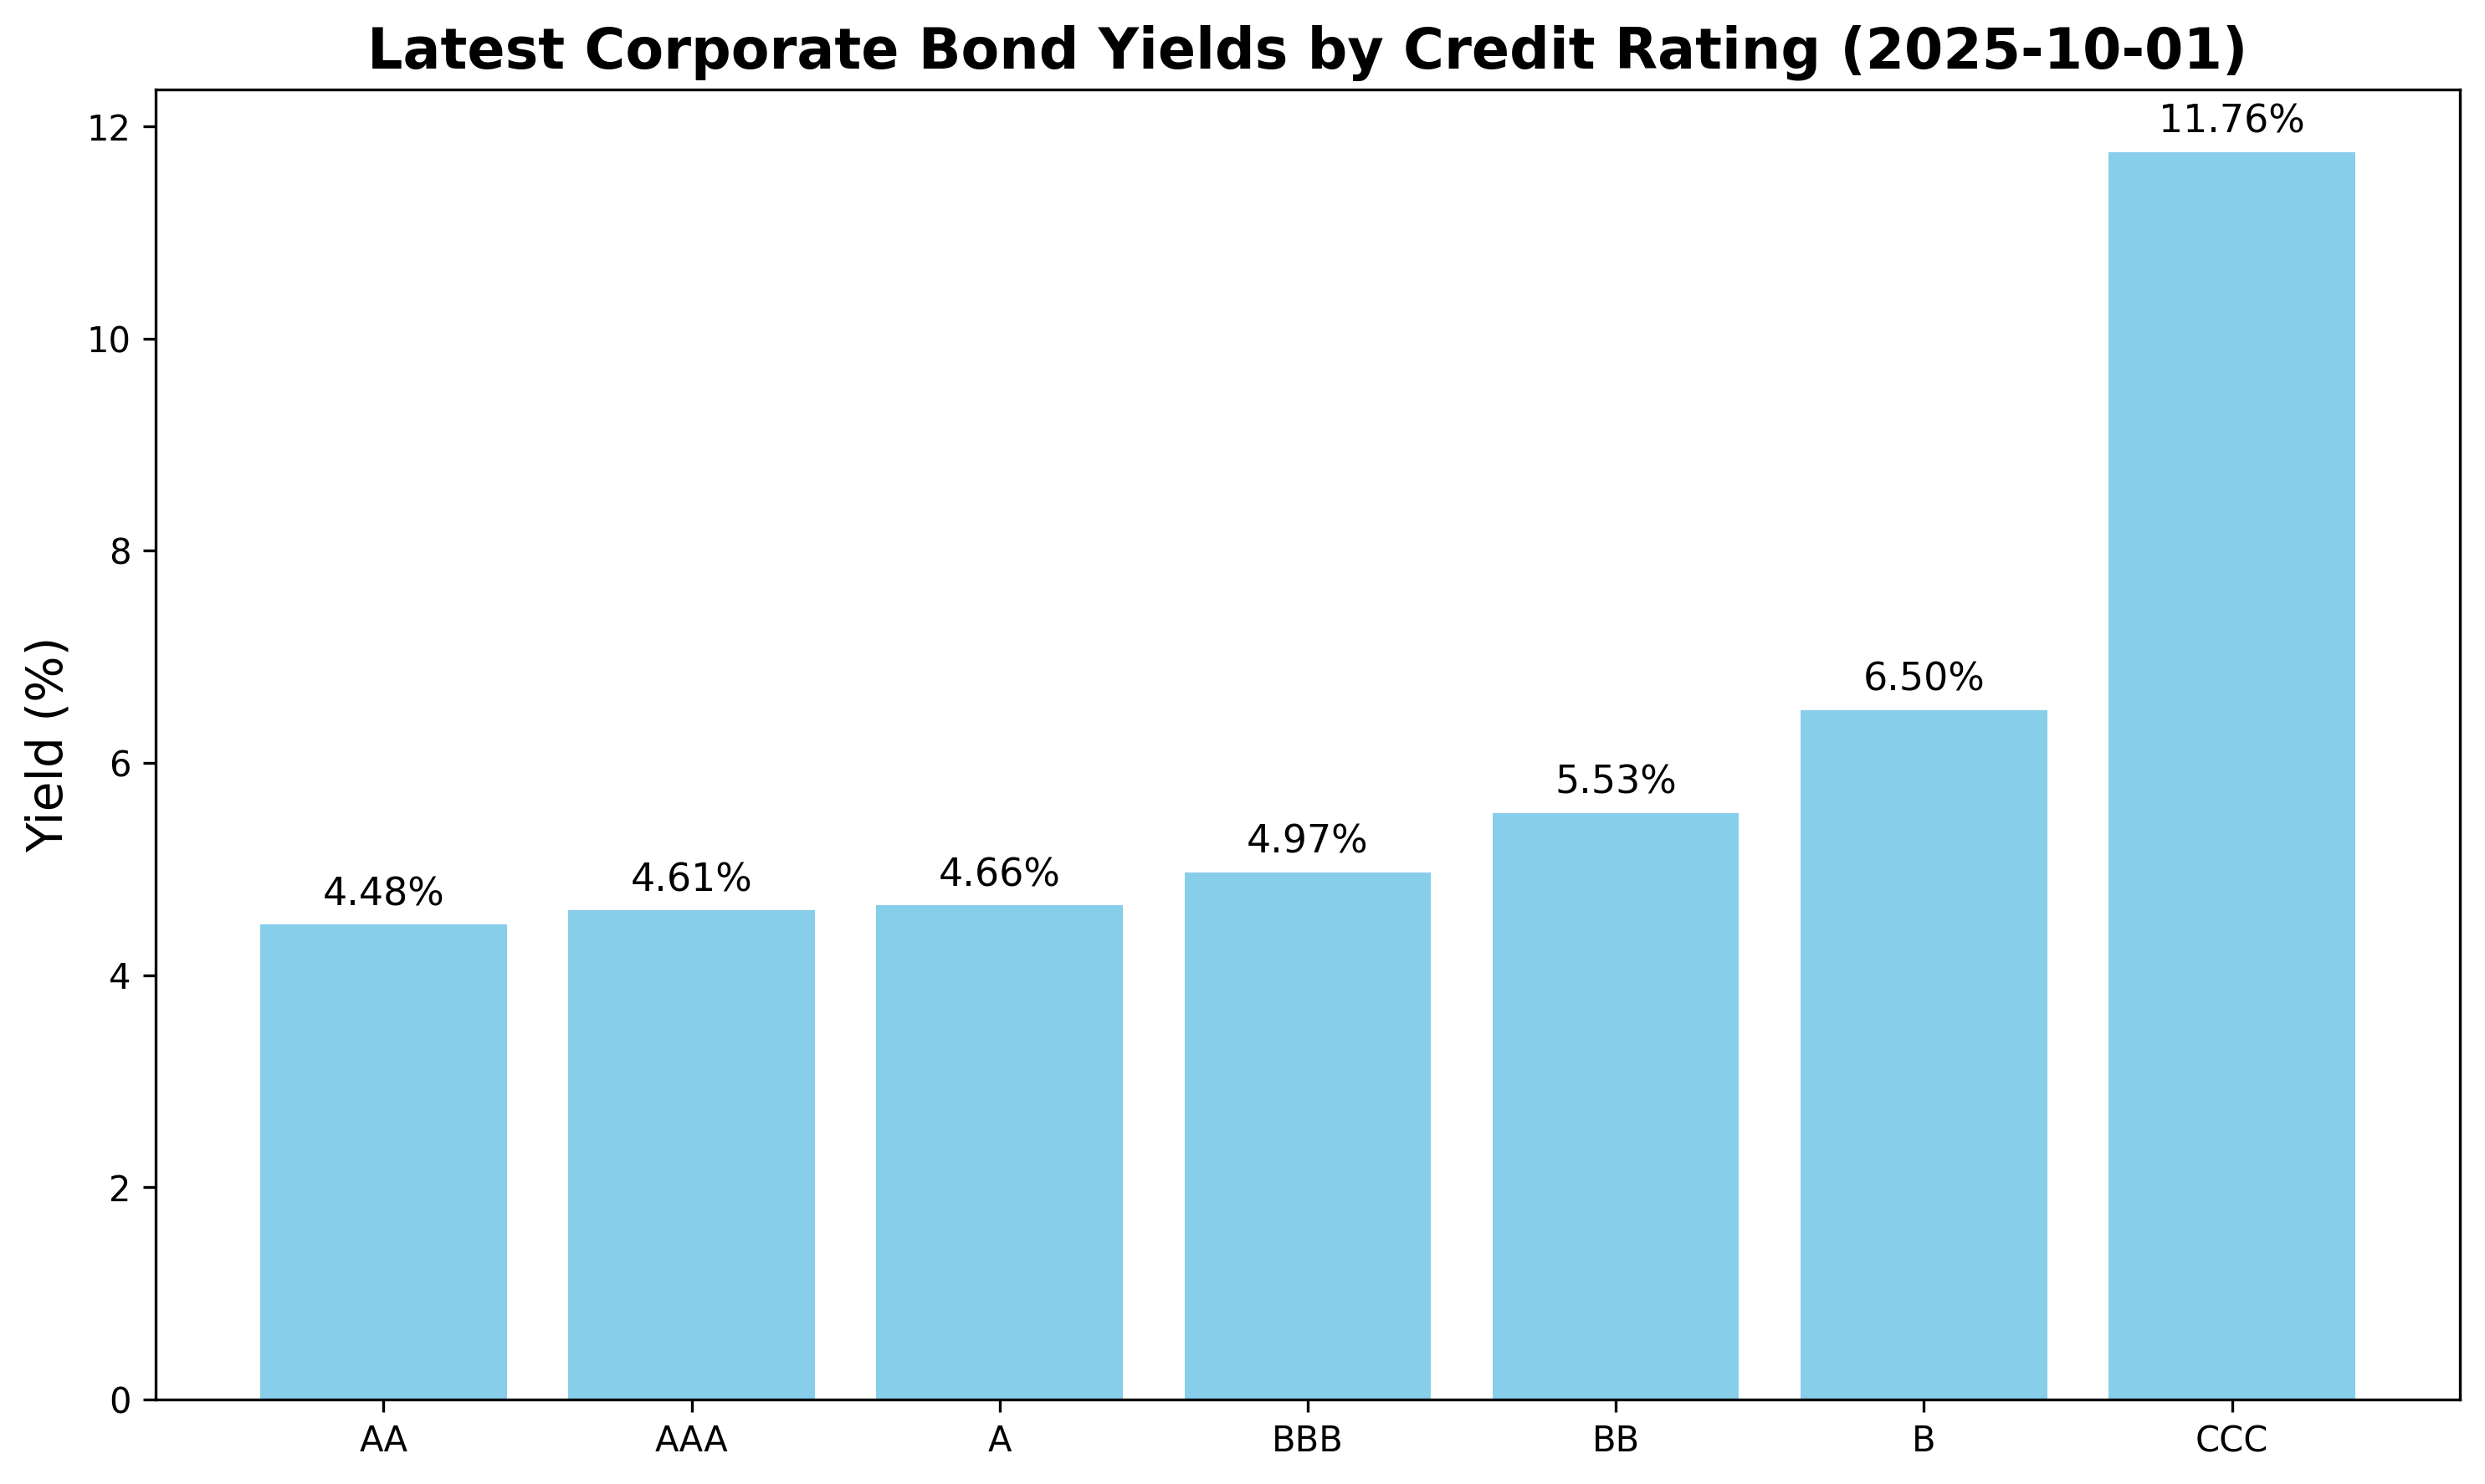 Latest Corporate Bond Yields by Credit Rating (2025-10-01)
Yield (%)
12
10
8
6
4
2
0
4.48%
4.61%
4.66%
4.97%
5.53%
6.50%
11.76%
AA
AAA
A
BBB
BB
B
CCC